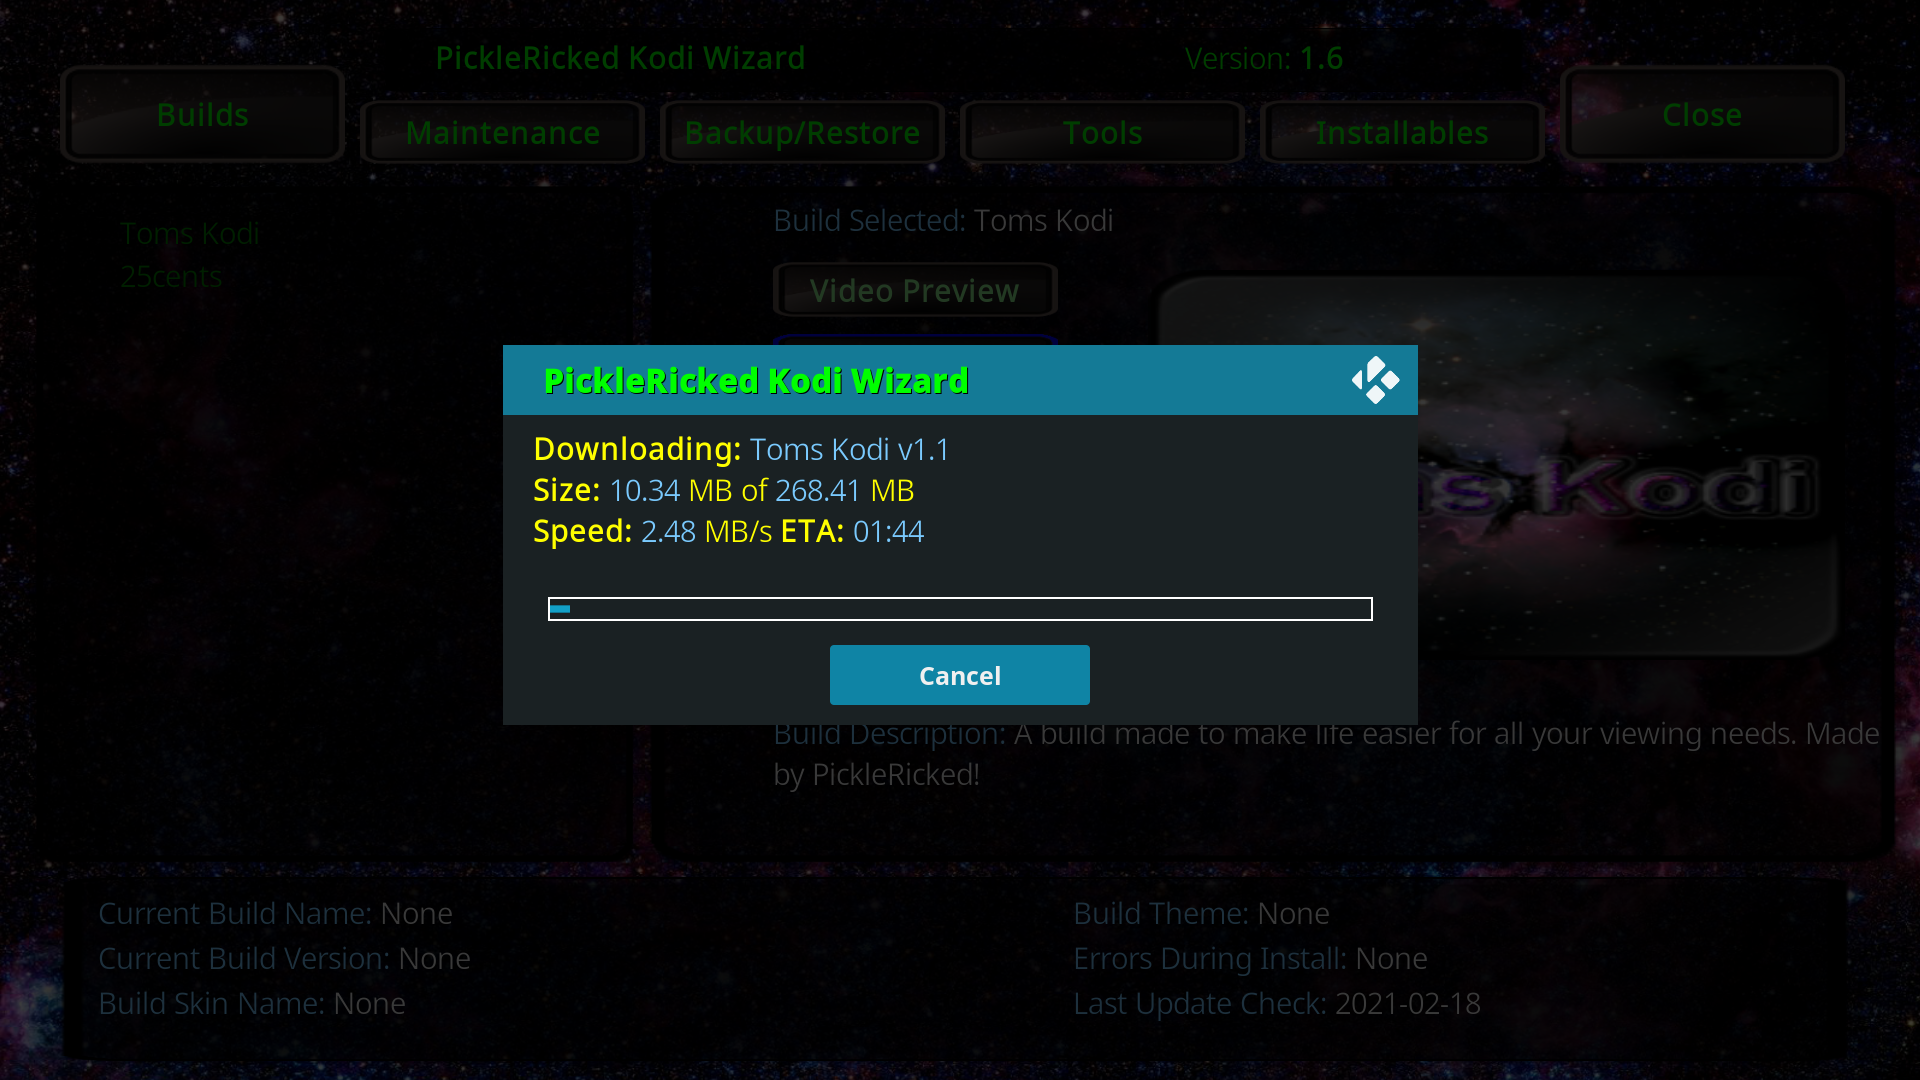 PickleRicked Kodi Wizard
Version: 1.6
Builds
Maintenance
Backup/Restore
Tools
Installables
Close
Toms Kodi
25cents
Build Selected: Toms Kodi
Video Preview
PickleRicked Kodi Wizard
Downloading: Toms Kodi v1.1
Size: 10.34 MB of 268.41 MB
Speed: 2.48 MB/s ETA: 01:44
Cancel
Kodi
Build Description: A build made to make life easier for all your viewing needs. Made
by PickleRicked!
Current Build Name: None
Current Build Version: None
Build Skin Name: None
Build Theme: None
Errors During Install: None
Last Update Check: 2021-02-18